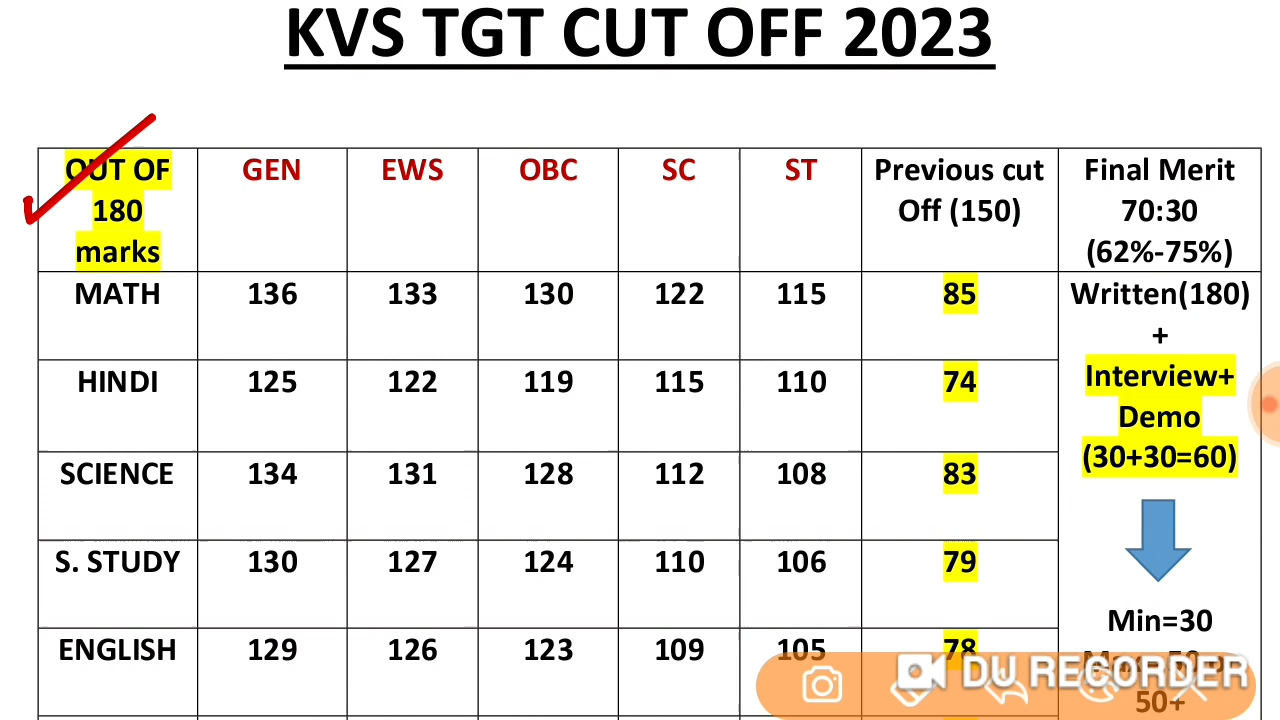 KVS TGT CUT OFF 2023
OUT OF 180 marks GEN EWS OBC SC ST Previous cut Off (150) Final Merit 70:30 (62%-75%)
MATH 136 133 130 122 115 85
HINDI 125 122 119 115 110 74
SCIENCE 134 131 128 112 108 83
S. STUDY 130 127 124 110 106 79
ENGLISH 129 126 123 109 105 78
Written(180)
+
Interview+
Demo
(30+30=60)
Min=30
50+
DU RECORDER